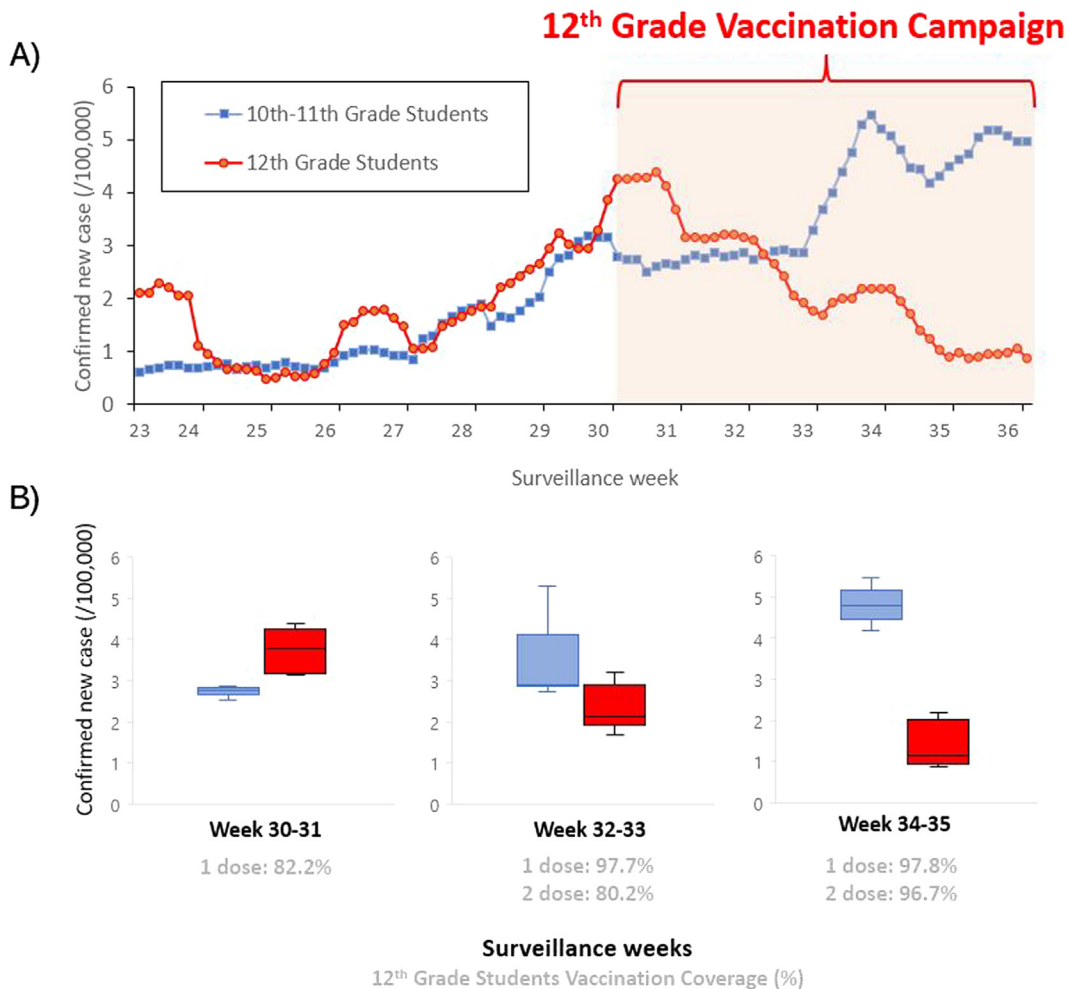 12th Grade Vaccination Campaign
A)
Confirmed new case (/100,000)
6
5
4
3
2
1
0
10th-11th Grade Students
12th Grade Students
23 24 25 26 27 28 29 30 31 32 33 34 35 36
Surveillance week
B)
Confirmed new case (/100,000)
6
5
4
3
2
1
0
Week 30-31
1 dose: 82.2%
6
5
4
3
2
1
0
Week 32-33
1 dose: 97.7%
2 dose: 80.2%
6
5
4
3
2
1
0
Week 34-35
1 dose: 97.8%
2 dose: 96.7%
Surveillance weeks
12th Grade Students Vaccination Coverage (%)